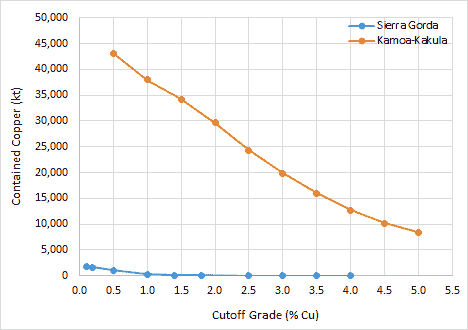 Sierra Gorda
Kamoa-Kakula
50,000
45,000
40,000
35,000
30,000
25,000
20,000
15,000
10,000
5,000
0
Contained Copper (kt)
0.0 0.5 1.0 1.5 2.0 2.5 3.0 3.5 4.0 4.5 5.0 5.5
Cutoff Grade (% Cu)